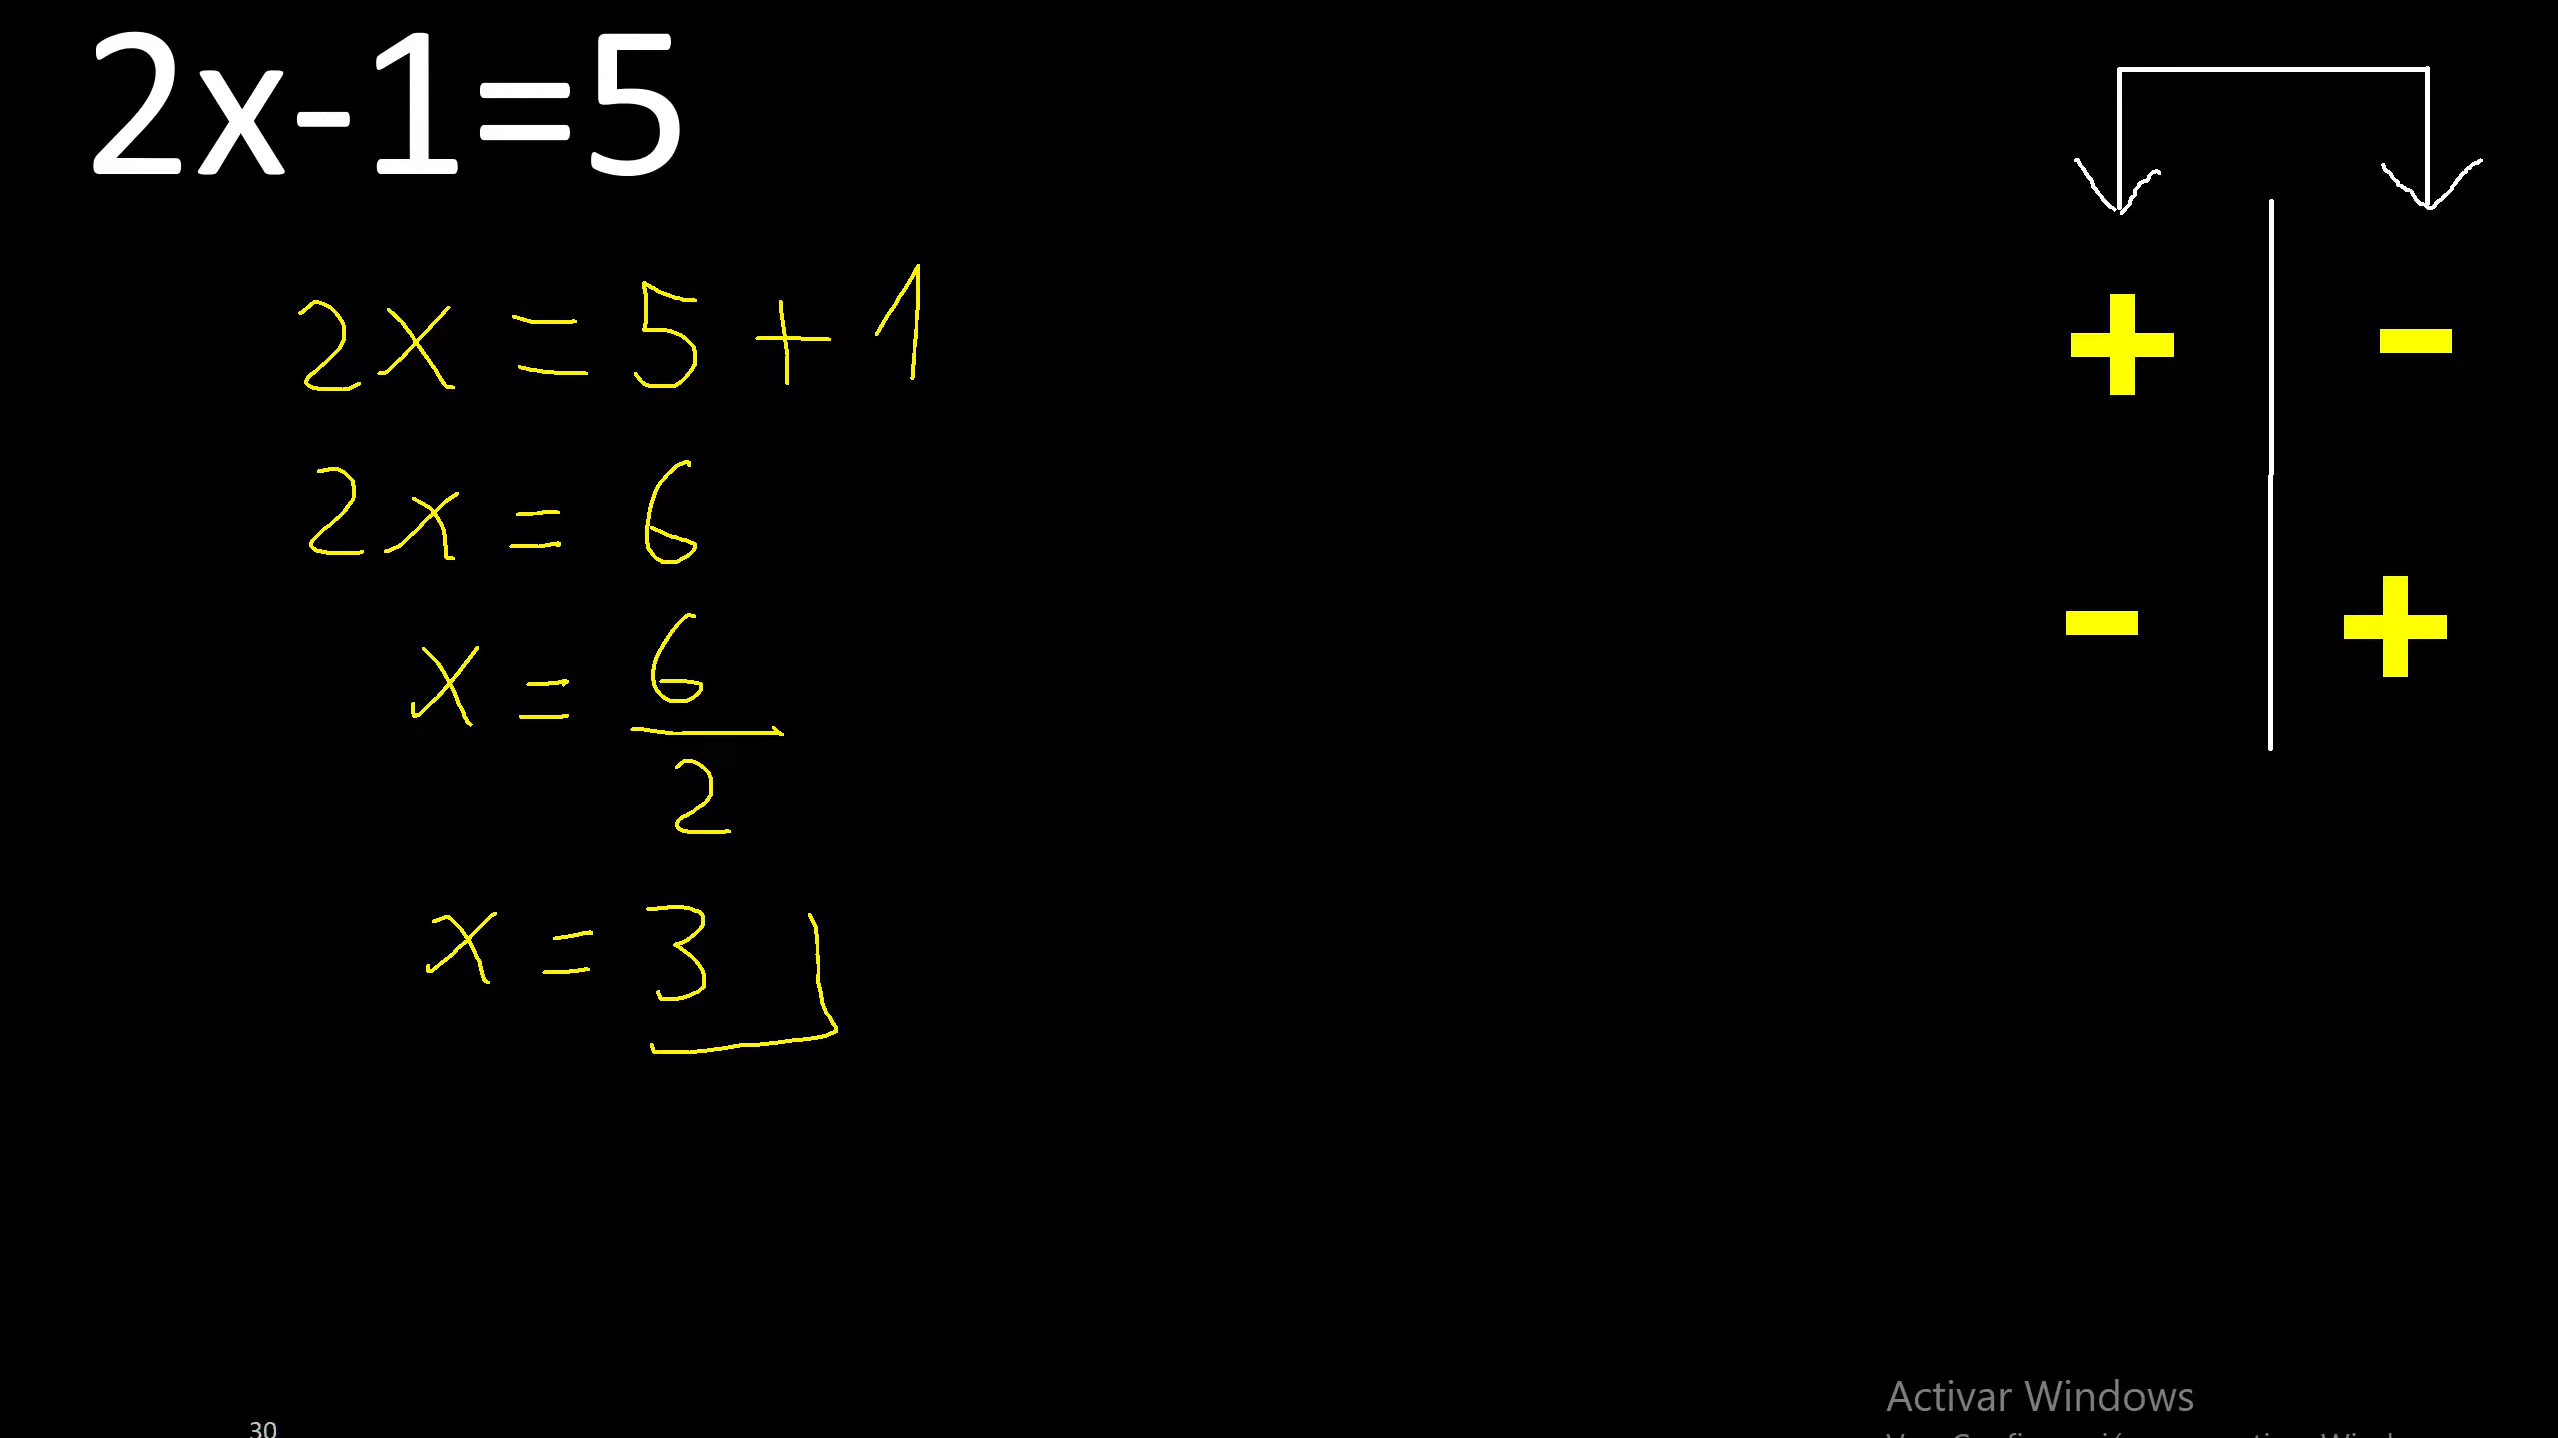 2x-1=5
2x = 5 + 1
2x = 6
x = 6
2
x = 3
+ -
- +
Activar Windows
30